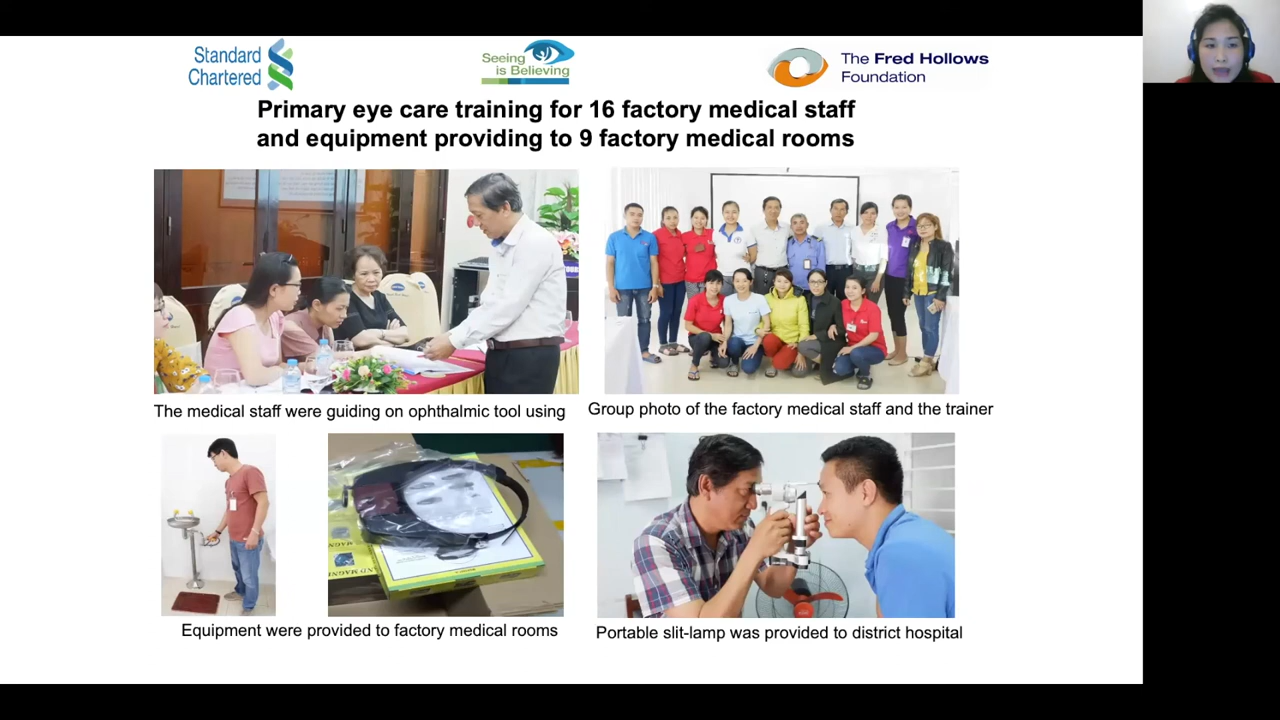 Standard
Chartered
Seeing
is Believing
The Fred Hollows
Foundation
Primary eye care training for 16 factory medical staff
and equipment providing to 9 factory medical rooms
The medical staff were guiding on ophthalmic tool using
Group photo of the factory medical staff and the trainer
Equipment were provided to factory medical rooms
Portable slit-lamp was provided to district hospital